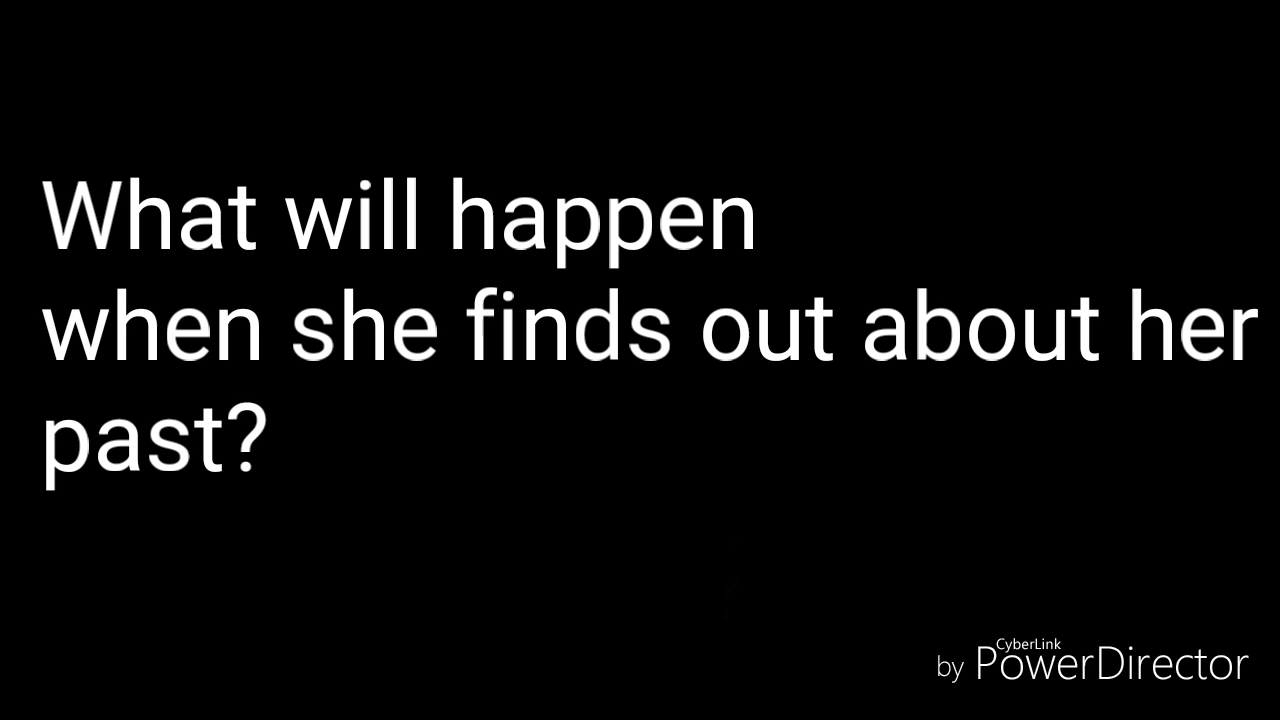 What will happen
when she finds out about her
past?
CyberLink
by PowerDirector